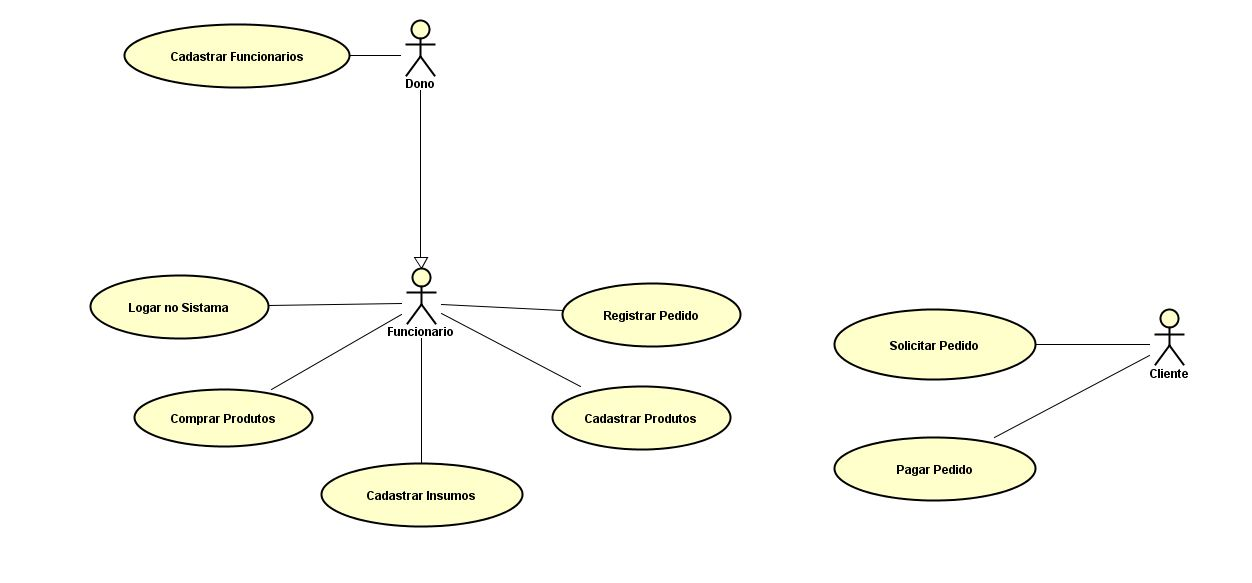 Cadastrar Funcionarios
Dono
Logar no Sistama
Funcionario
Registrar Pedido
Comprar Produtos
Cadastrar Produtos
Cadastrar Insumos
Solicitar Pedido
Cliente
Pagar Pedido